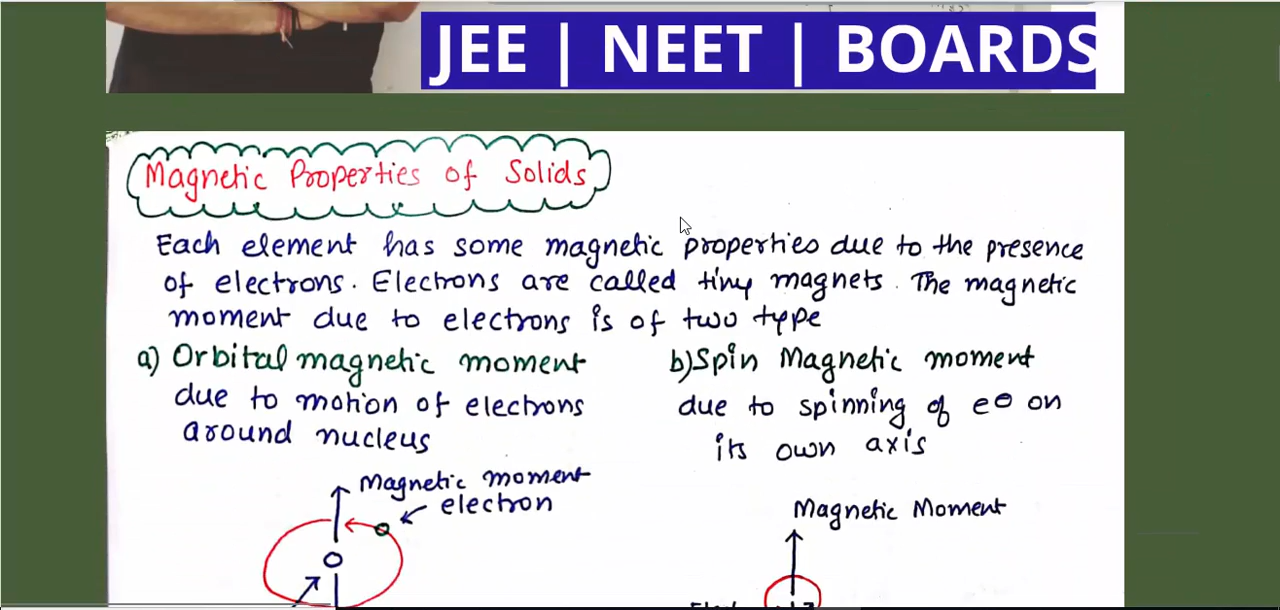 JEE | NEET | BOARDS
Magnetic Properties of Solids
Each element has some magnetic properties due to the presence
of electrons. Electrons are called tiny magnets. The magnetic
moment due to electrons is of two type
a) Orbital magnetic moment
due to motion of electrons
around nucleus
b) Spin Magnetic moment
due to spinning of e⊖ on
its own axis
Magnetic moment
electron
Magnetic Moment